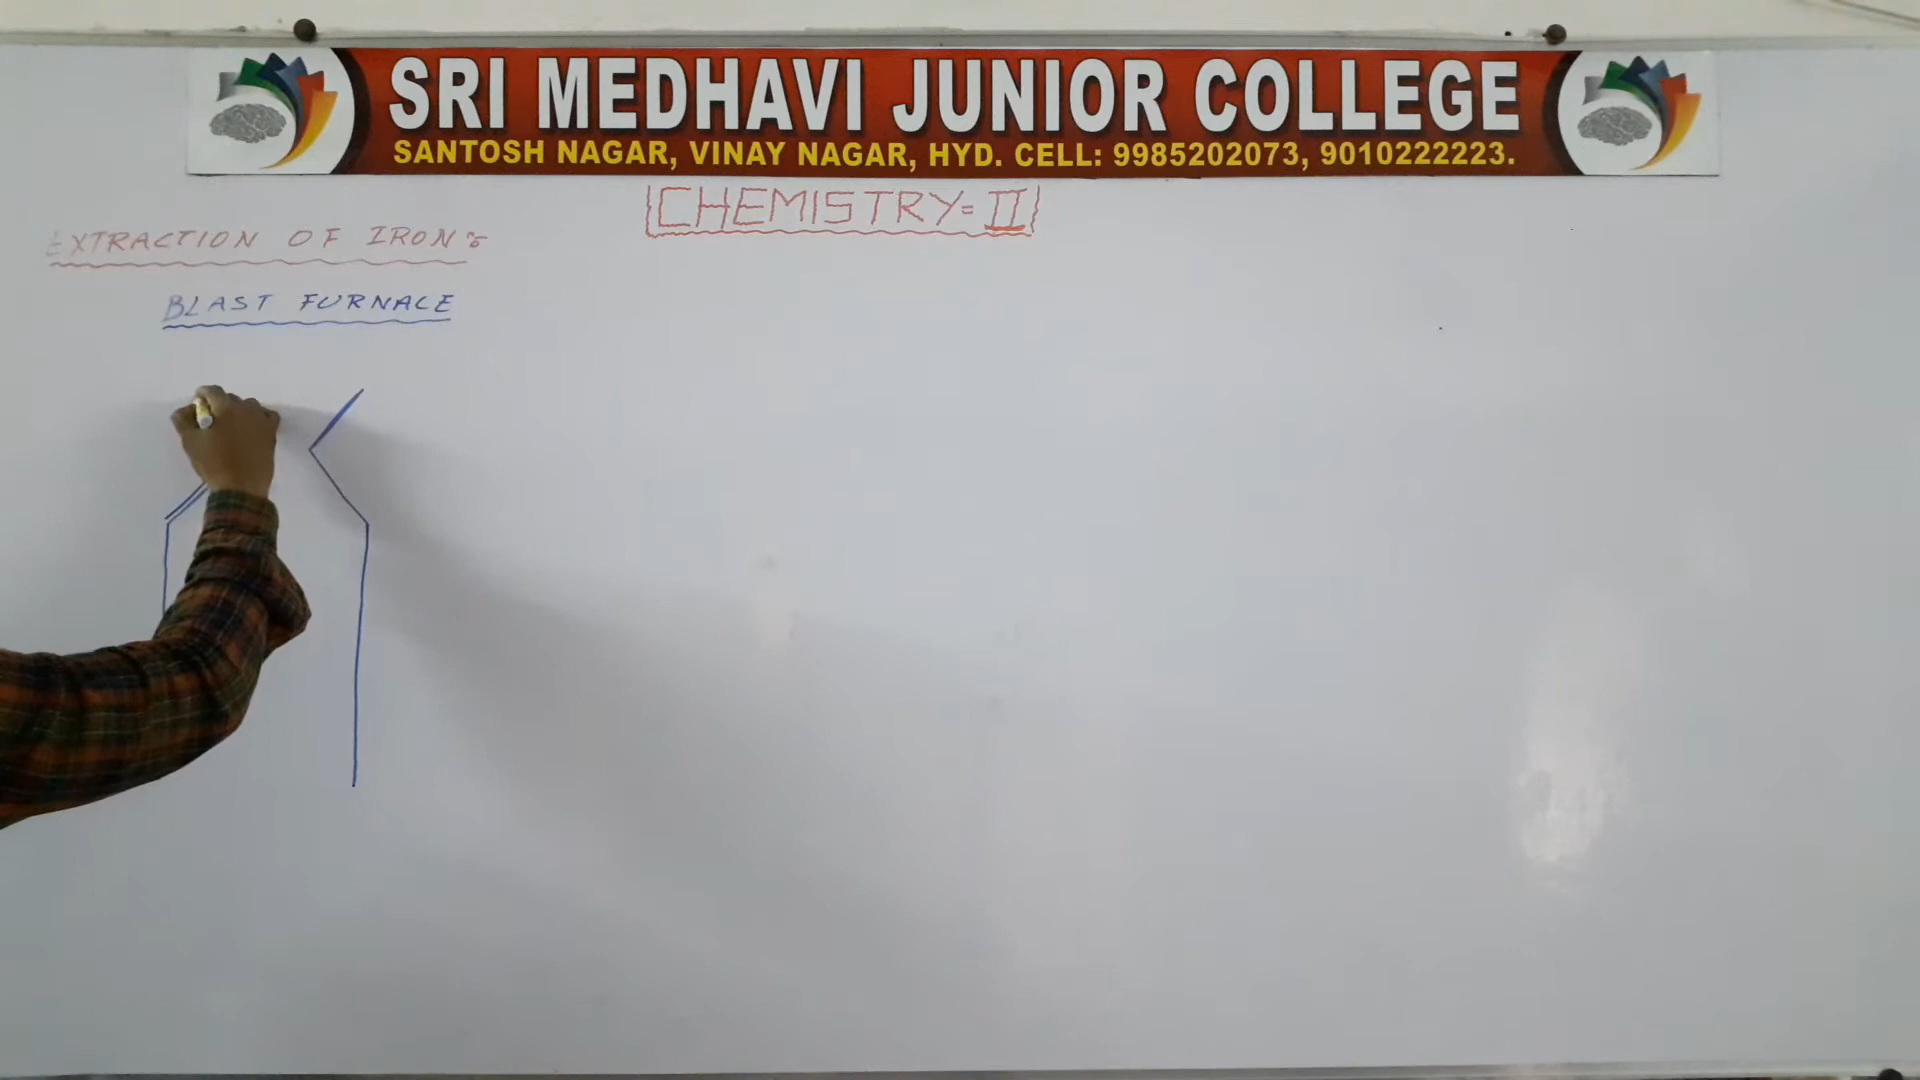 SRI MEDHAVI JUNIOR COLLEGE
SANTOSH NAGAR, VINAY NAGAR, HYD. CELL: 9985202073, 9010222223.
CHEMISTRY=II
EXTRACTION OF IRON:
BLAST FURNACE